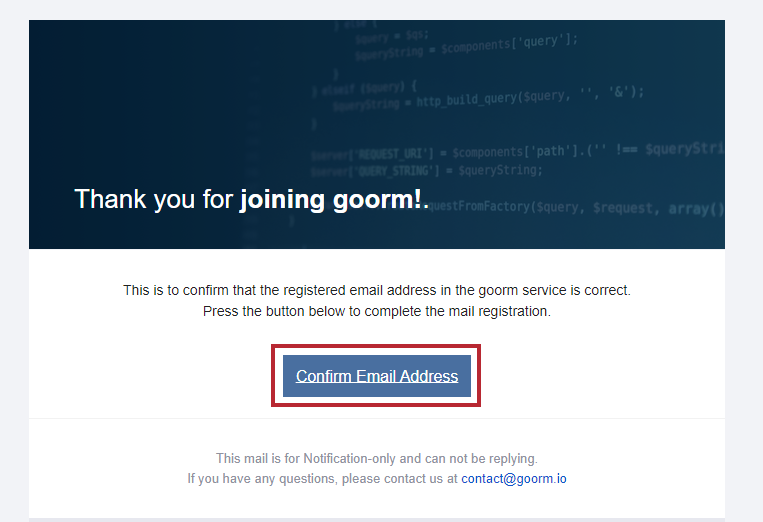 } else {
$query = $qs;
$queryString = $components['query'];
}
} elseif ($query) {
$queryString = http_build_query($query, '', '&');
}
$server['REQUEST_URI'] = $components['path'].('' !== $queryStri
$server['QUERY_STRING'] = $queryString;
Thank you for joining goorm!.
uestFromFactory($query, $request, array()
}
This is to confirm that the registered email address in the goorm service is correct.
Press the button below to complete the mail registration.
Confirm Email Address
This mail is for Notification-only and can not be replying.
If you have any questions, please contact us at contact@goorm.io